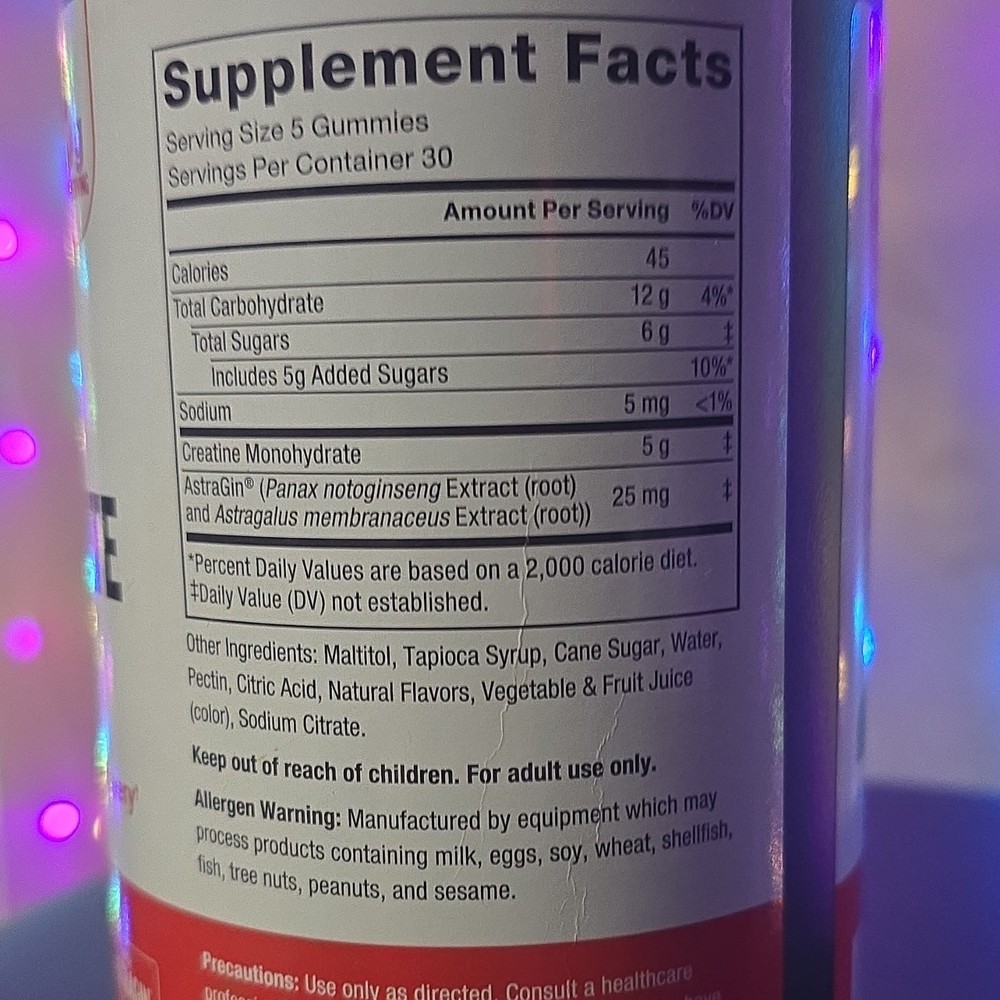 Supplement Facts
Serving Size 5 Gummies
Servings Per Container 30
Amount Per Serving %DV
Calories 45
Total Carbohydrate 12 g 4%*
Total Sugars 6 g ‡
Includes 5g Added Sugars 10%*
Sodium 5 mg <1%
Creatine Monohydrate 5 g ‡
AstraGin® (Panax notoginseng Extract (root)
and Astragalus membranaceus Extract (root)) 25 mg ‡
*Percent Daily Values are based on a 2,000 calorie diet.
‡Daily Value (DV) not established.
Other Ingredients: Maltitol, Tapioca Syrup, Cane Sugar, Water,
Pectin, Citric Acid, Natural Flavors, Vegetable & Fruit Juice
(color), Sodium Citrate.
Keep out of reach of children. For adult use only.
Allergen Warning: Manufactured by equipment which may
process products containing milk, eggs, soy, wheat, shellfish,
fish, tree nuts, peanuts, and sesame.
Precautions: Use only as directed. Consult a healthcare